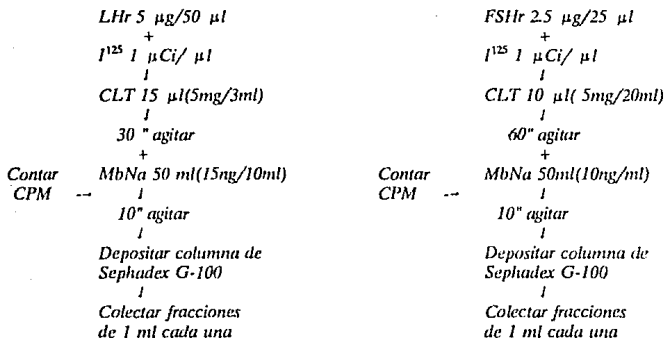 LHr 5 µg/50 µl
+
I¹²⁵ 1 µCi/ µl
↓
CLT 15 µl(5mg/3ml)
↓
30 " agitar
+
Contar CPM → MbNa 50 ml(15ng/10ml)
↓
10" agitar
↓
Depositar columna de
Sephadex G-100
↓
Colectar fracciones
de 1 ml cada una
FSHr 2.5 µg/25 µl
+
I¹²⁵ 1 µCi/ µl
↓
CLT 10 µl( 5mg/20ml)
↓
60" agitar
+
Contar CPM → MbNa 50ml(10ng/ml)
↓
10" agitar
↓
Depositar columna de
Sephadex G-100
↓
Colectar fracciones
de 1 ml cada una